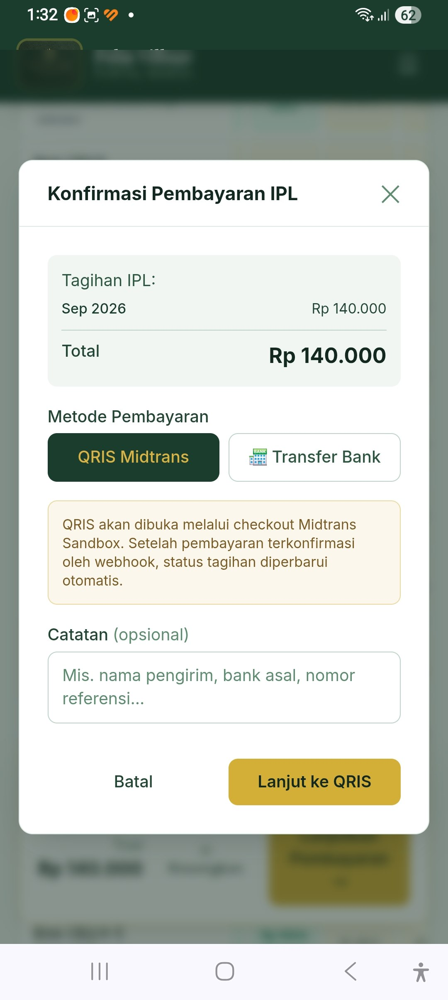 1:32
62
Konfirmasi Pembayaran IPL
Tagihan IPL:
Sep 2026 Rp 140.000
Total Rp 140.000
Metode Pembayaran
QRIS Midtrans
BANK Transfer Bank
QRIS akan dibuka melalui checkout Midtrans
Sandbox. Setelah pembayaran terkonfirmasi
oleh webhook, status tagihan diperbarui
otomatis.
Catatan (opsional)
Mis. nama pengirim, bank asal, nomor
referensi...
Batal
Lanjut ke QRIS